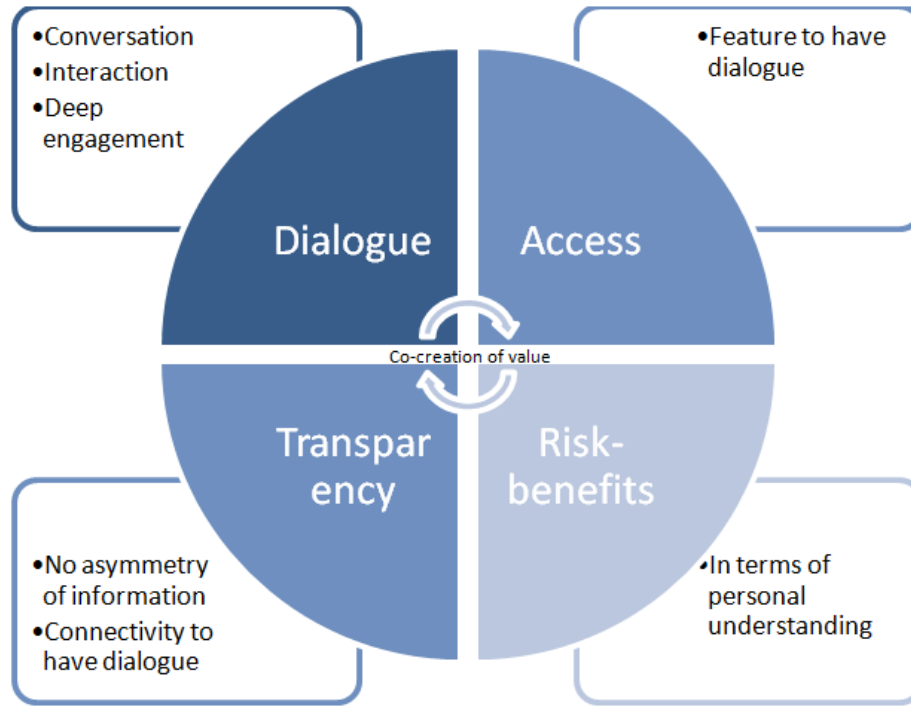 •Conversation
•Interaction
•Deep
engagement
•Feature to have
dialogue
Dialogue
Access
Co-creation of value
Transpar
ency
Risk-
benefits
•No asymmetry
of information
•Connectivity to
have dialogue
•In terms of
personal
understanding